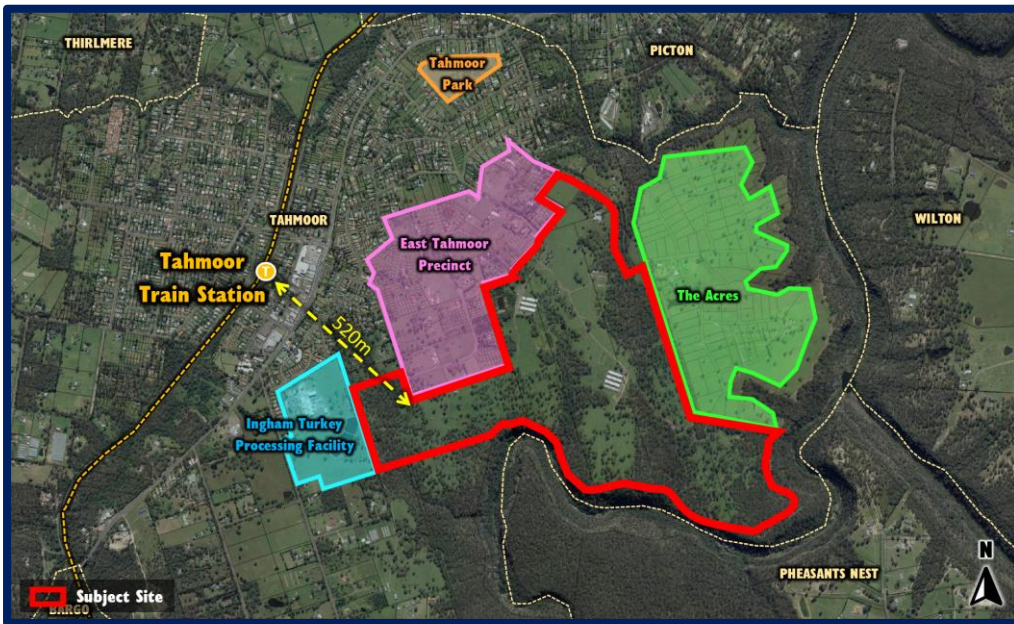 THIRLMERE
Tahmoor
Park
PICTON
TAHMOOR
East Tahmoor
Precinct
WILTON
Tahmoor
Train Station
T
The Acres
520m
Ingham Turkey
Processing Facility
PHEASANTS NEST
N
Subject Site
BARGO